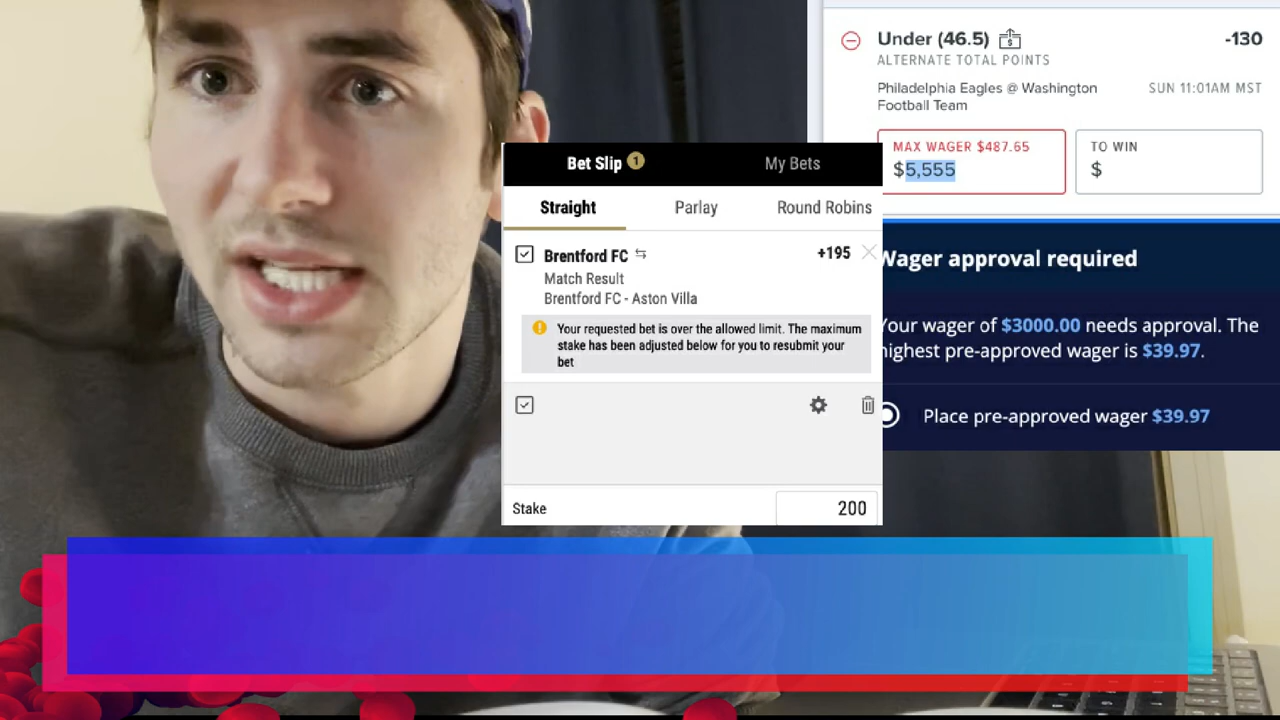 Under (46.5)
-130
ALTERNATE TOTAL POINTS
Philadelphia Eagles @ Washington
Football Team
SUN 11:01AM MST
MAX WAGER $487.65
$5,555
TO WIN
$
Bet Slip 1
My Bets
Straight
Parlay
Round Robins
Brentford FC
+195
Match Result
Brentford FC - Aston Villa
Your requested bet is over the allowed limit. The maximum
stake has been adjusted below for you to resubmit your
bet
Stake
200
Wager approval required
Your wager of $3000.00 needs approval. The
highest pre-approved wager is $39.97.
Place pre-approved wager $39.97